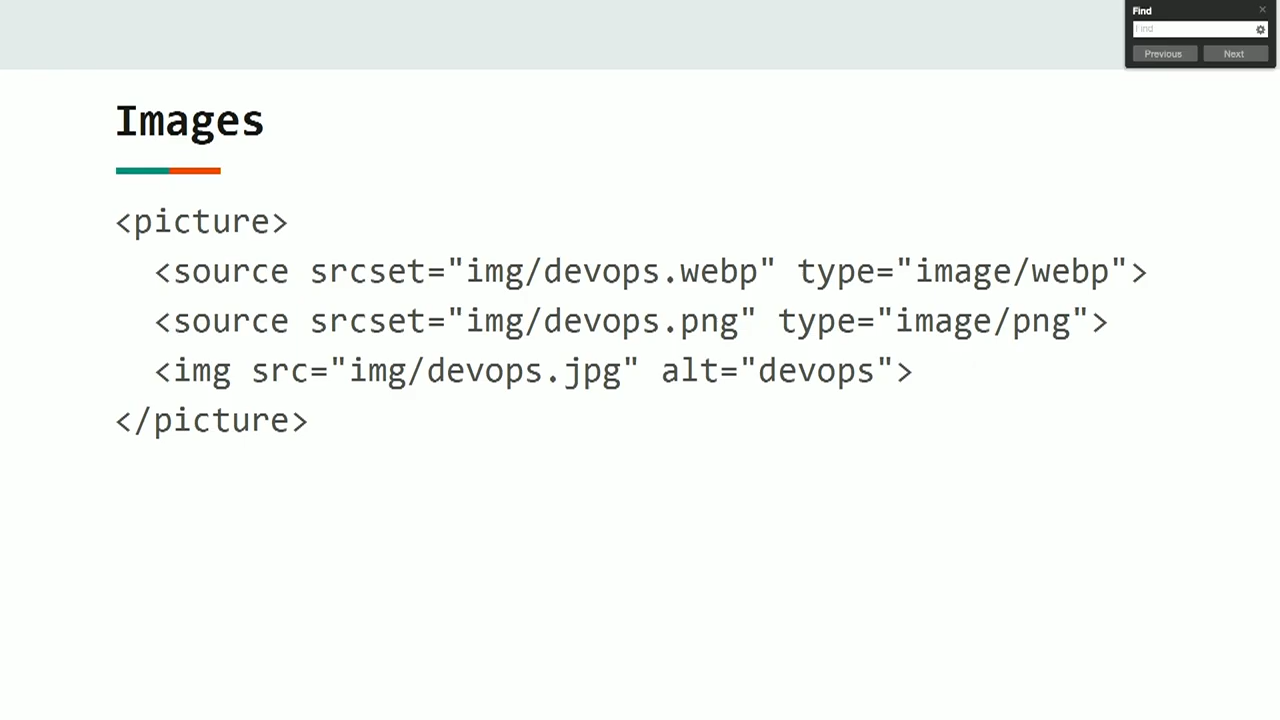 Find
Find
Previous Next
Images
<picture>
<source srcset="img/devops.webp" type="image/webp">
<source srcset="img/devops.png" type="image/png">
<img src="img/devops.jpg" alt="devops">
</picture>